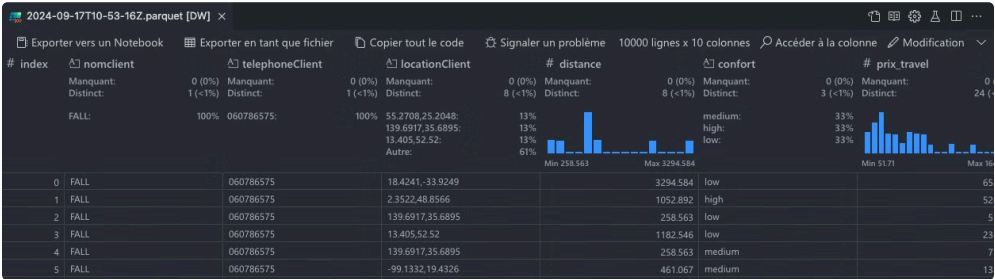 2024-09-17T10-53-16Z.parquet [DW] ×
Exporter vers un Notebook Exporter en tant que fichier Copier tout le code Signaler un problème 10000 lignes x 10 colonnes Accéder à la colonne Modification
# index nomclient telephoneClient locationClient # distance confort # prix_travel
Manquant: 0 (0%) Manquant: 0 (0%) Manquant: 0 (0%) Manquant: 0 (0%) Manquant: 0 (0%) Manquant: 0
Distinct: 1 (<1%) Distinct: 1 (<1%) Distinct: 8 (<1%) Distinct: 8 (<1%) Distinct: 3 (<1%) Distinct: 24 (<
FALL: 100% 060786575: 100% 55.2708,25.2048: 13% medium: 33%
139.6917,35.6895: 13% high: 33%
13.405,52.52: 13% low: 33%
Autre: 61%
Min 258.563 Max 3294.584 Min 51.71 Max 16
0 FALL 060786575 18.4241,-33.9249 3294.584 low 65
1 FALL 060786575 2.3522,48.8566 1052.892 high 52
2 FALL 060786575 139.6917,35.6895 258.563 low 5
3 FALL 060786575 13.405,52.52 1182.546 low 23
4 FALL 060786575 139.6917,35.6895 258.563 medium 7
5 FALL 060786575 -99.1332,19.4326 461.067 medium 13